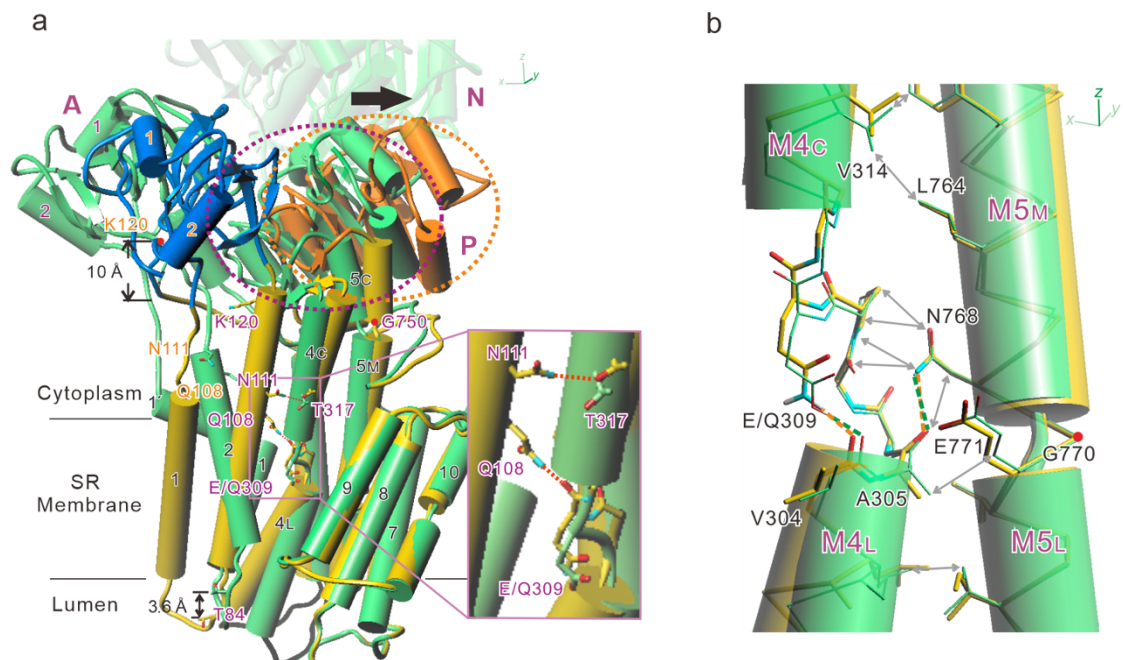 a
z
x
y
A
N
1
1
2
2
K120
10 Å
P
5C
K120
G750
4C
5M
N111
N111
Cytoplasm
Q108
1'
T317
Q108
2
1
E/Q309
SR
Membrane
1
9
8
10
7
4L
Lumen
3.6 Å
T84
N111
T317
Q108
E/Q309
b
z
x
y
M4C
V314
L764
M5M
N768
E/Q309
E771
G770
A305
V304
M4L
M5L